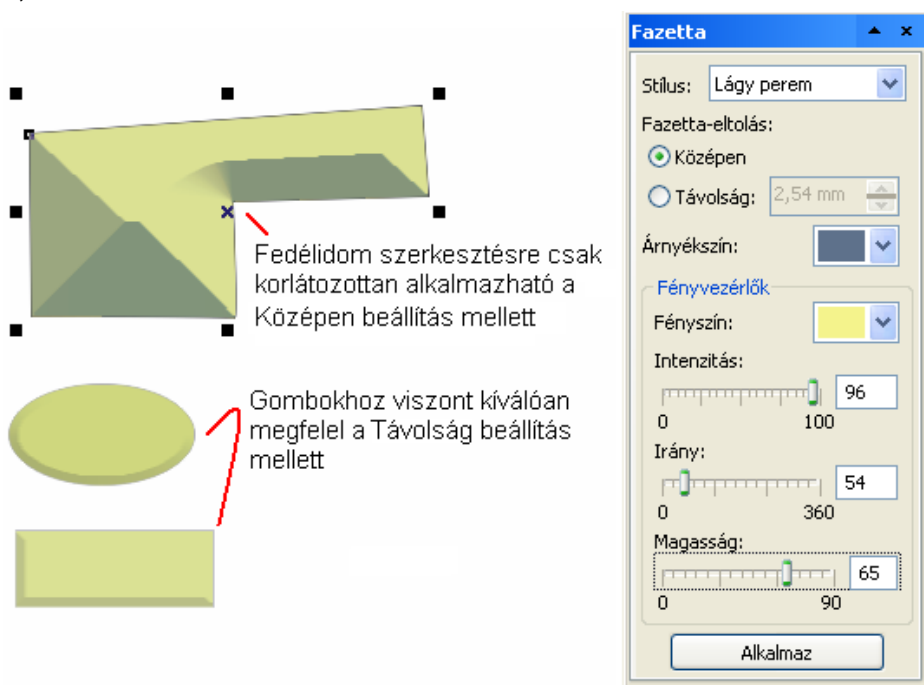 Fedélidom szerkesztésre csak
korlátozottan alkalmazható a
Középen beállítás mellett
Gombokhoz viszont kíválóan
megfelel a Távolság beállítás
mellett
Fazetta
Stílus: Lágy perem
Fazetta-eltolás:
Középen
Távolság: 2,54 mm
Árnyékszín:
Fényvezérlők
Fényszín:
Intenzitás:
96
0 100
Irány:
54
0 360
Magasság:
65
0 90
Alkalmaz